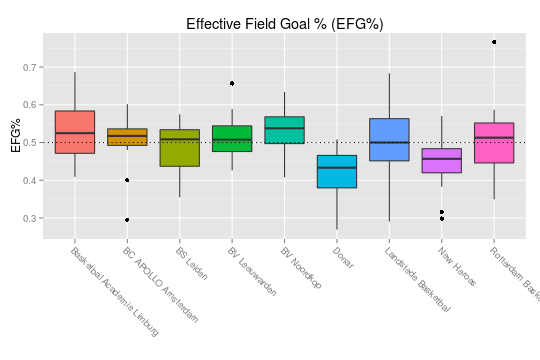 Effective Field Goal % (EFG%)
EFG%
0.7
0.6
0.5
0.4
0.3
Basketbal Academie Limburg
BC APOLLO Amsterdam
BS Leiden
BV Leeuwarden
BV Noordkop
Donar
Landstede Basketbal
New Heroes
Rotterdam Bask